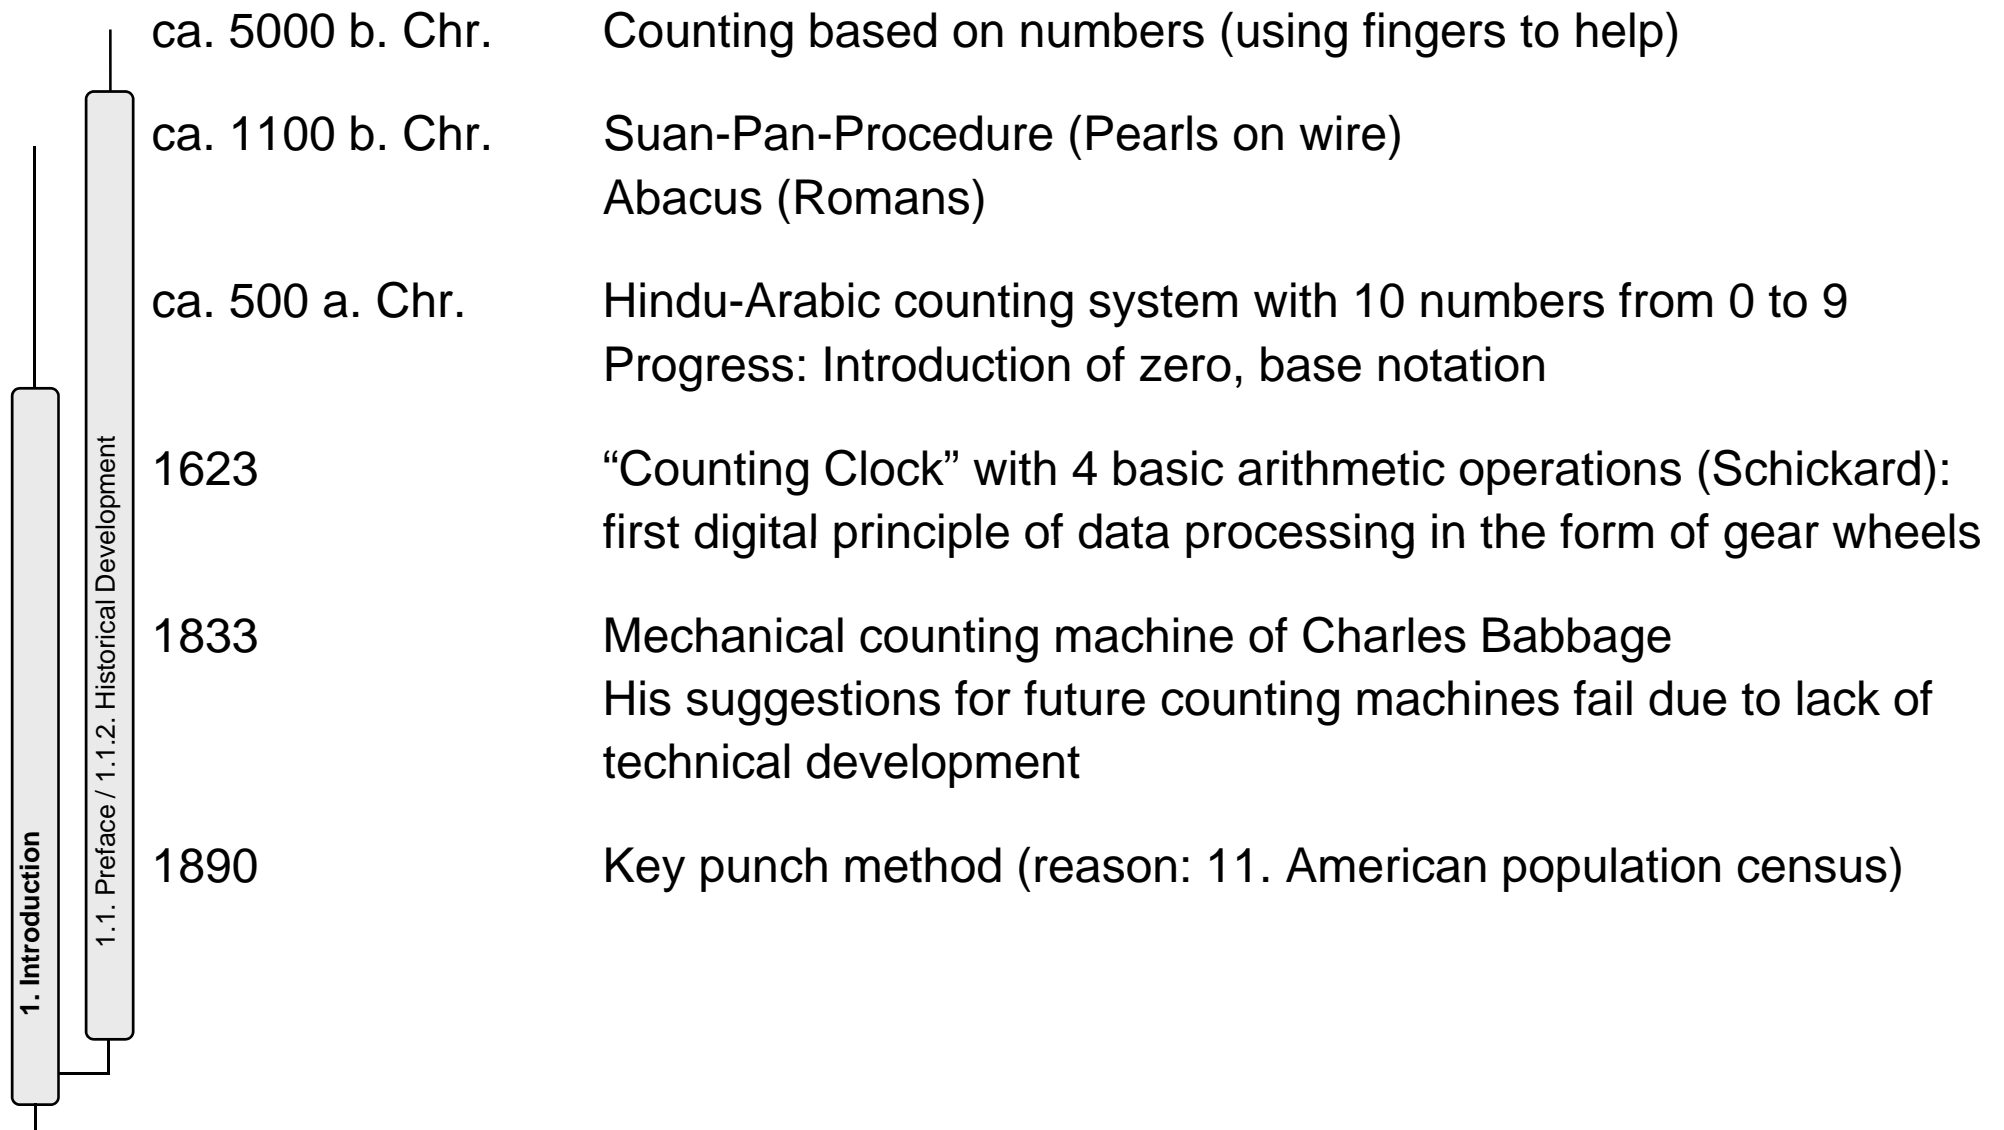 ca. 5000 b. Chr. Counting based on numbers (using fingers to help)
ca. 1100 b. Chr. Suan-Pan-Procedure (Pearls on wire)
Abacus (Romans)
ca. 500 a. Chr. Hindu-Arabic counting system with 10 numbers from 0 to 9
Progress: Introduction of zero, base notation
1623 “Counting Clock” with 4 basic arithmetic operations (Schickard):
first digital principle of data processing in the form of gear wheels
1833 Mechanical counting machine of Charles Babbage
His suggestions for future counting machines fail due to lack of
technical development
1890 Key punch method (reason: 11. American population census)
1. Introduction
1.1. Preface / 1.1.2. Historical Development